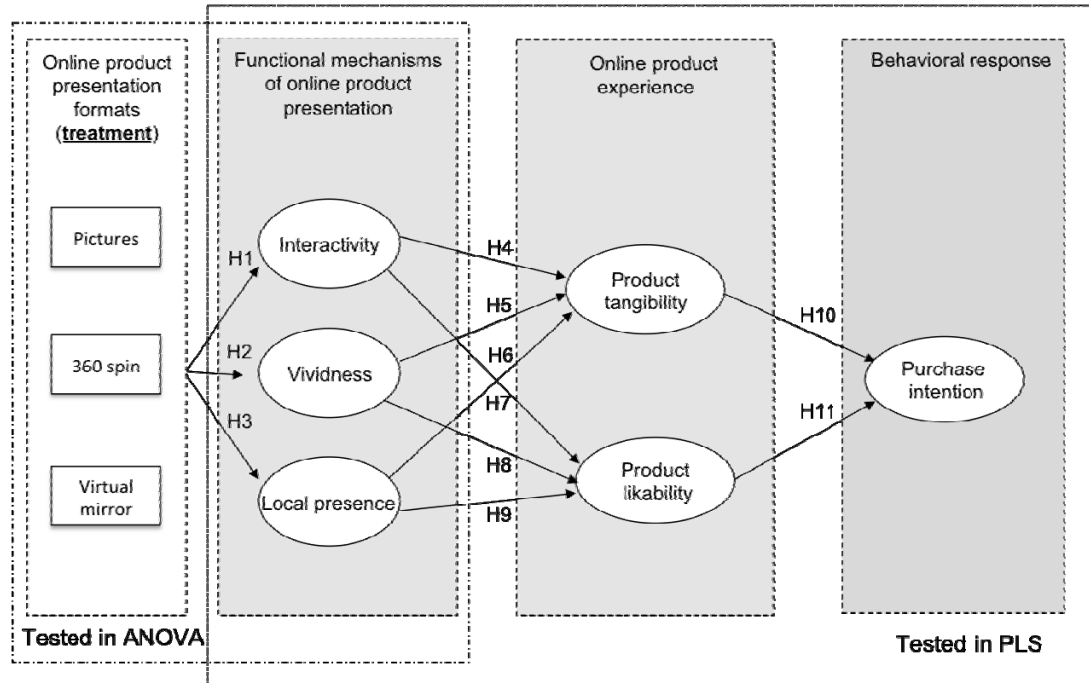 Online product
presentation
formats
(treatment)
Pictures
360 spin
Virtual
mirror
Tested in ANOVA
Functional mechanisms
of online product
presentation
H1
H2
H3
Interactivity
Vividness
Local presence
H4
H5
H6
H7
H8
H9
Online product
experience
Product
tangibility
Product
likability
H10
H11
Behavioral response
Purchase
intention
Tested in PLS